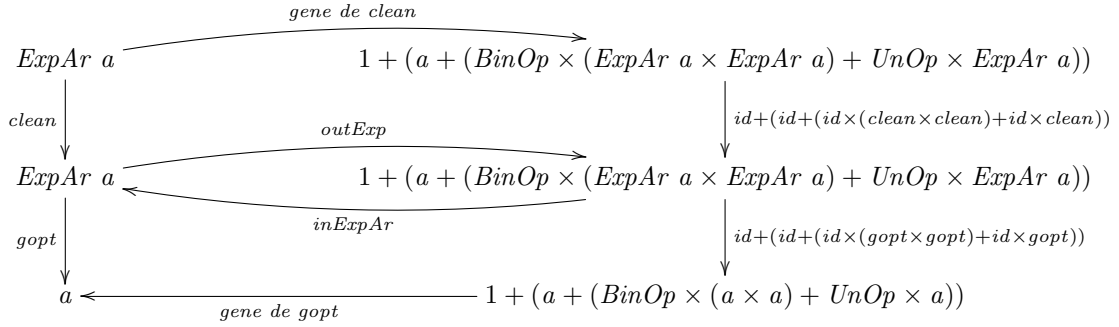 gene de clean
ExpAr a 1 + (a + (BinOp × (ExpAr a × ExpAr a) + UnOp × ExpAr a))
clean id+(id+(id×(clean×clean)+id×clean))
outExp
ExpAr a 1 + (a + (BinOp × (ExpAr a × ExpAr a) + UnOp × ExpAr a))
inExpAr
gopt id+(id+(id×(gopt×gopt)+id×gopt))
a 1 + (a + (BinOp × (a × a) + UnOp × a))
gene de gopt